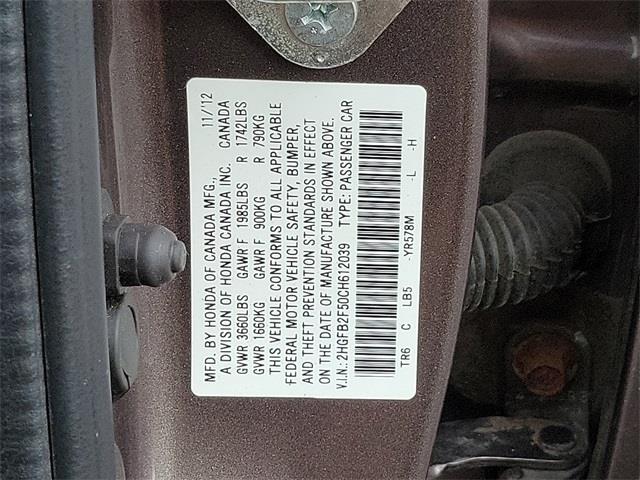 MFD. BY HONDA OF CANADA MFG. 11/12
A DIVISION OF HONDA CANADA INC. CANADA
GVWR 3660LBS GAWR F 1985LBS R 1742LBS
GVWR 1660KG GAWR F 900KG R 790KG
THIS VEHICLE CONFORMS TO ALL APPLICABLE
FEDERAL MOTOR VEHICLE SAFETY, BUMPER,
AND THEFT PREVENTION STANDARDS IN EFFECT
ON THE DATE OF MANUFACTURE SHOWN ABOVE.
V.I.N.: 2HGFB2F50CH612039 TYPE: PASSENGER CAR
TR6 C LB5 -YR578M -L -H